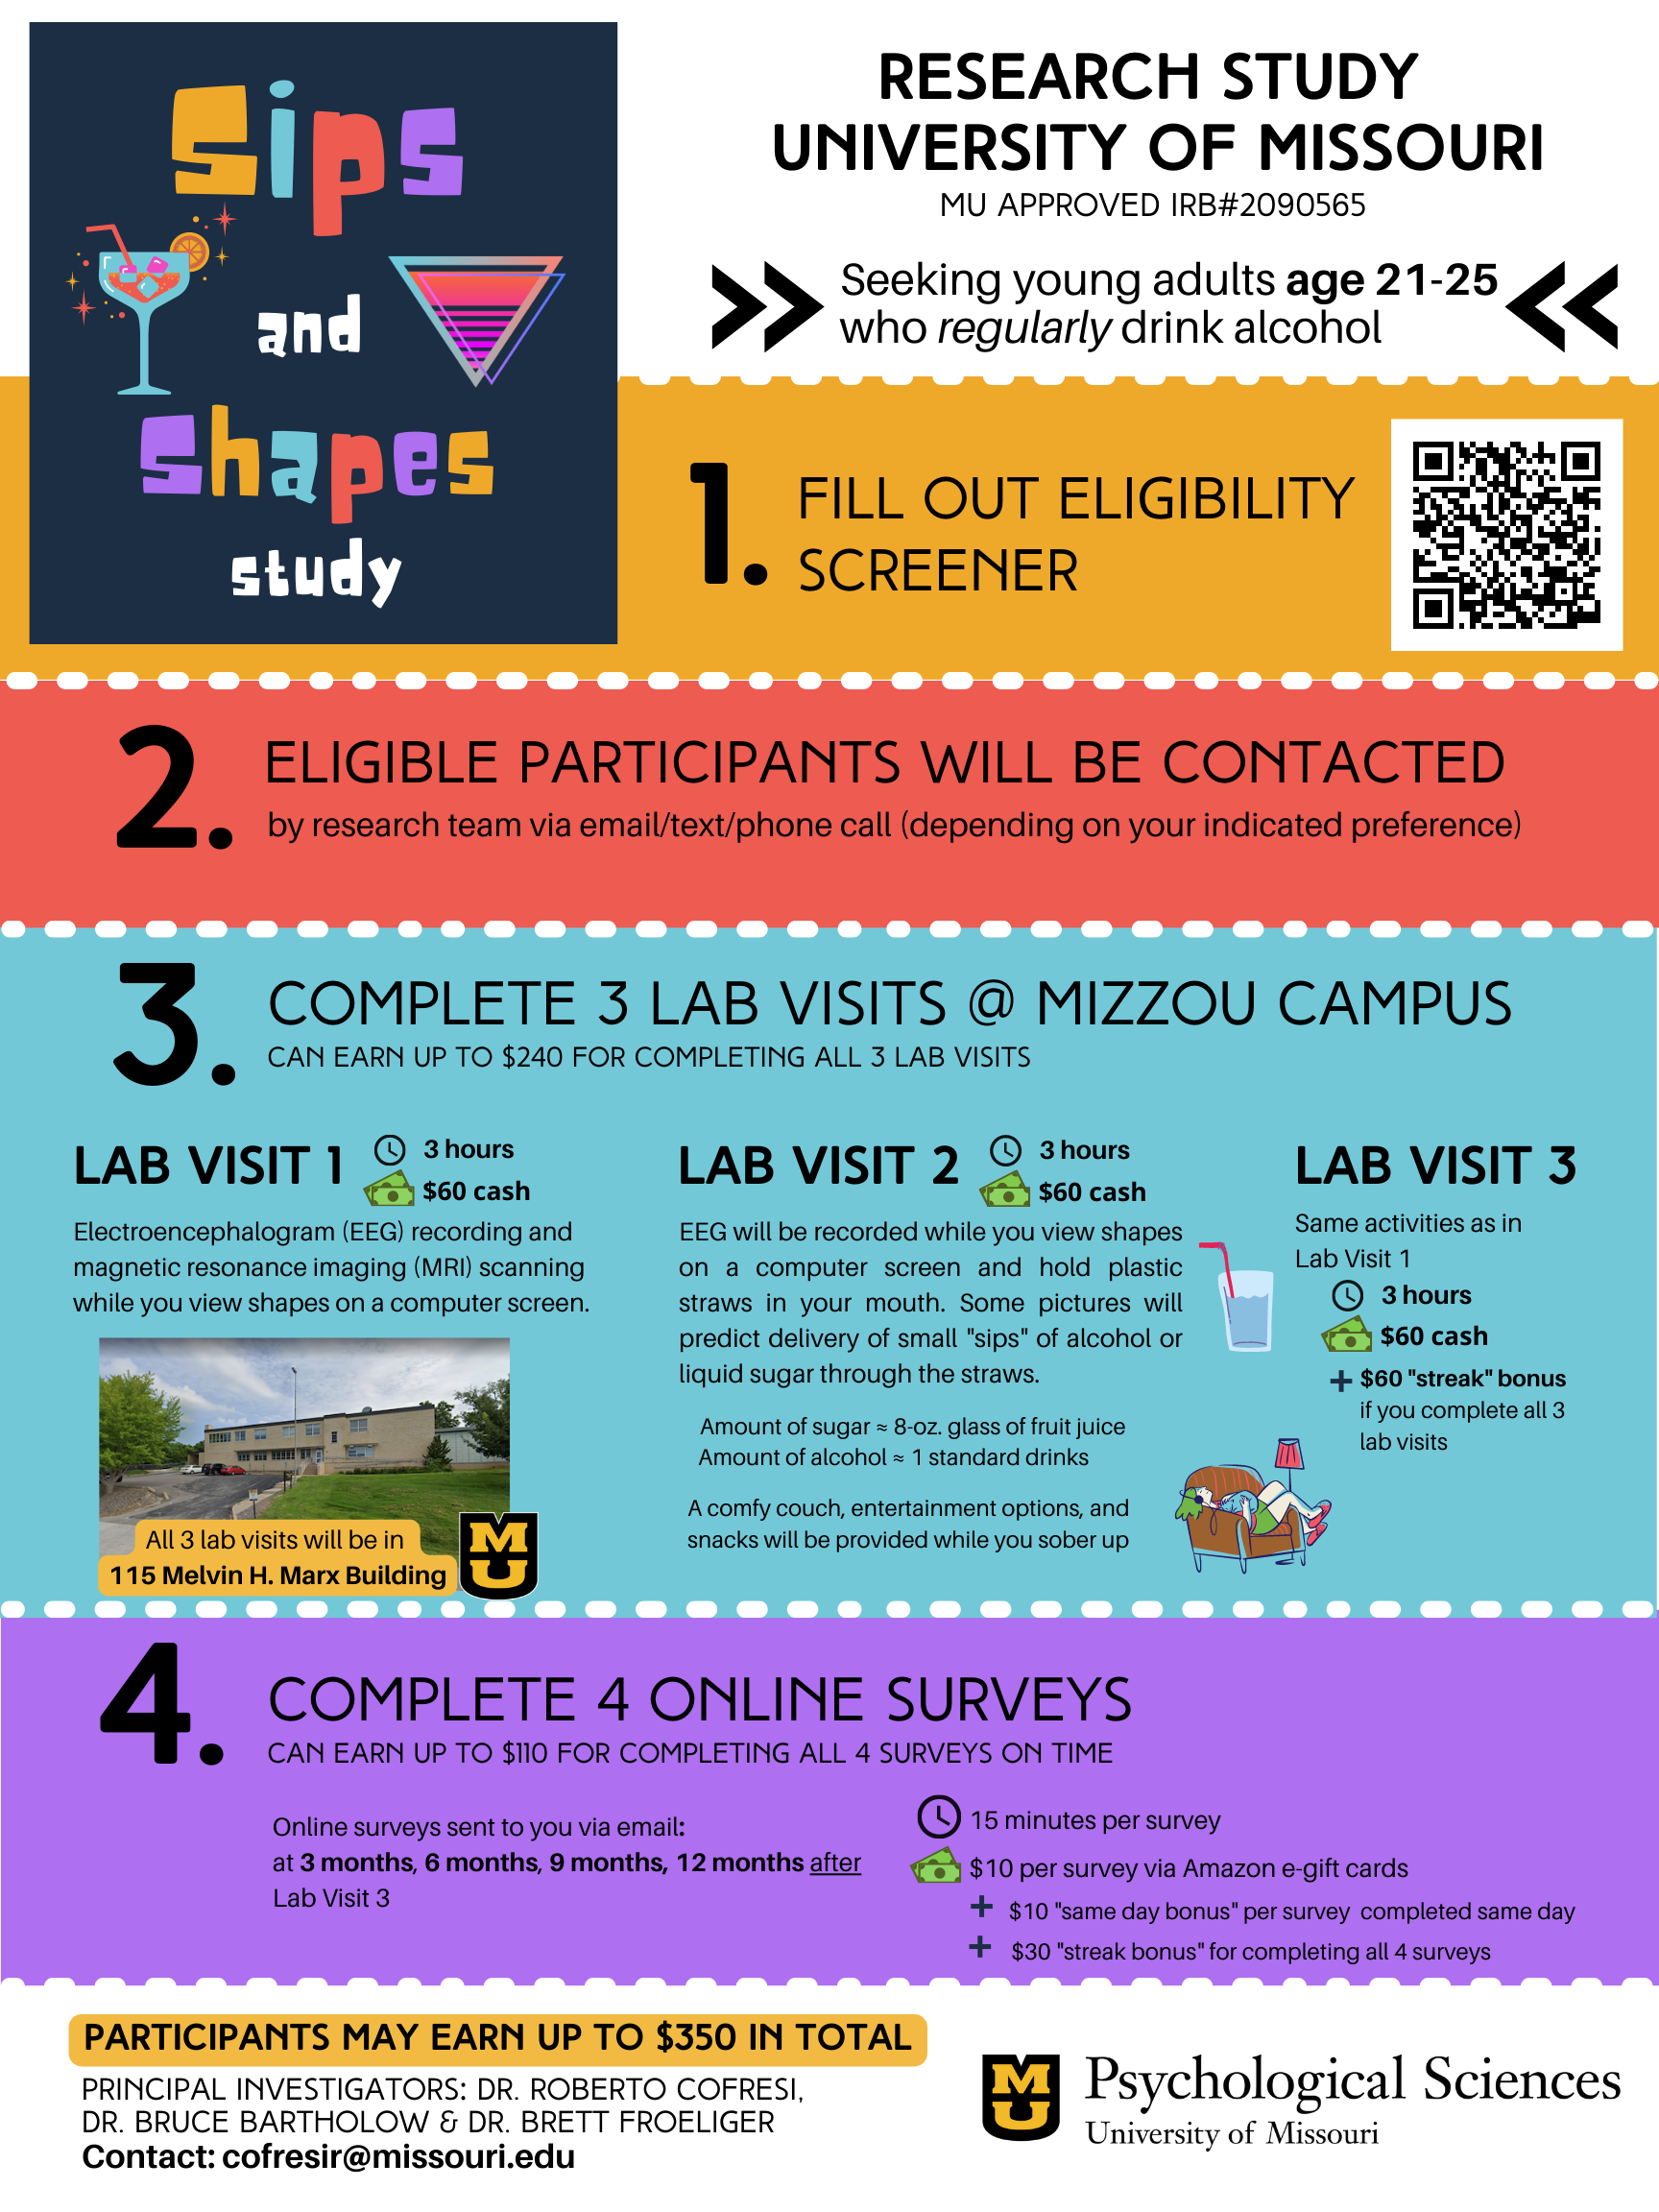 sips
and
shapes
study
RESEARCH STUDY
UNIVERSITY OF MISSOURI
MU APPROVED IRB#2090565
Seeking young adults age 21-25
who regularly drink alcohol
1. FILL OUT ELIGIBILITY
SCREENER
2. ELIGIBLE PARTICIPANTS WILL BE CONTACTED
by research team via email/text/phone call (depending on your indicated preference)
3. COMPLETE 3 LAB VISITS @ MIZZOU CAMPUS
CAN EARN UP TO $240 FOR COMPLETING ALL 3 LAB VISITS
LAB VISIT 1
3 hours
$60 cash
Electroencephalogram (EEG) recording and
magnetic resonance imaging (MRI) scanning
while you view shapes on a computer screen.
All 3 lab visits will be in
115 Melvin H. Marx Building
MU
LAB VISIT 2
3 hours
$60 cash
EEG will be recorded while you view shapes
on a computer screen and hold plastic
straws in your mouth. Some pictures will
predict delivery of small "sips" of alcohol or
liquid sugar through the straws.
Amount of sugar ≈ 8-oz. glass of fruit juice
Amount of alcohol ≈ 1 standard drinks
A comfy couch, entertainment options, and
snacks will be provided while you sober up
LAB VISIT 3
Same activities as in
Lab Visit 1
3 hours
$60 cash
+ $60 "streak" bonus
if you complete all 3
lab visits
4. COMPLETE 4 ONLINE SURVEYS
CAN EARN UP TO $110 FOR COMPLETING ALL 4 SURVEYS ON TIME
Online surveys sent to you via email:
at 3 months, 6 months, 9 months, 12 months after
Lab Visit 3
15 minutes per survey
$10 per survey via Amazon e-gift cards
+ $10 "same day bonus" per survey completed same day
+ $30 "streak bonus" for completing all 4 surveys
PARTICIPANTS MAY EARN UP TO $350 IN TOTAL
PRINCIPAL INVESTIGATORS: DR. ROBERTO COFRESI,
DR. BRUCE BARTHOLOW & DR. BRETT FROELIGER
Contact: cofresir@missouri.edu
MU
Psychological Sciences
University of Missouri